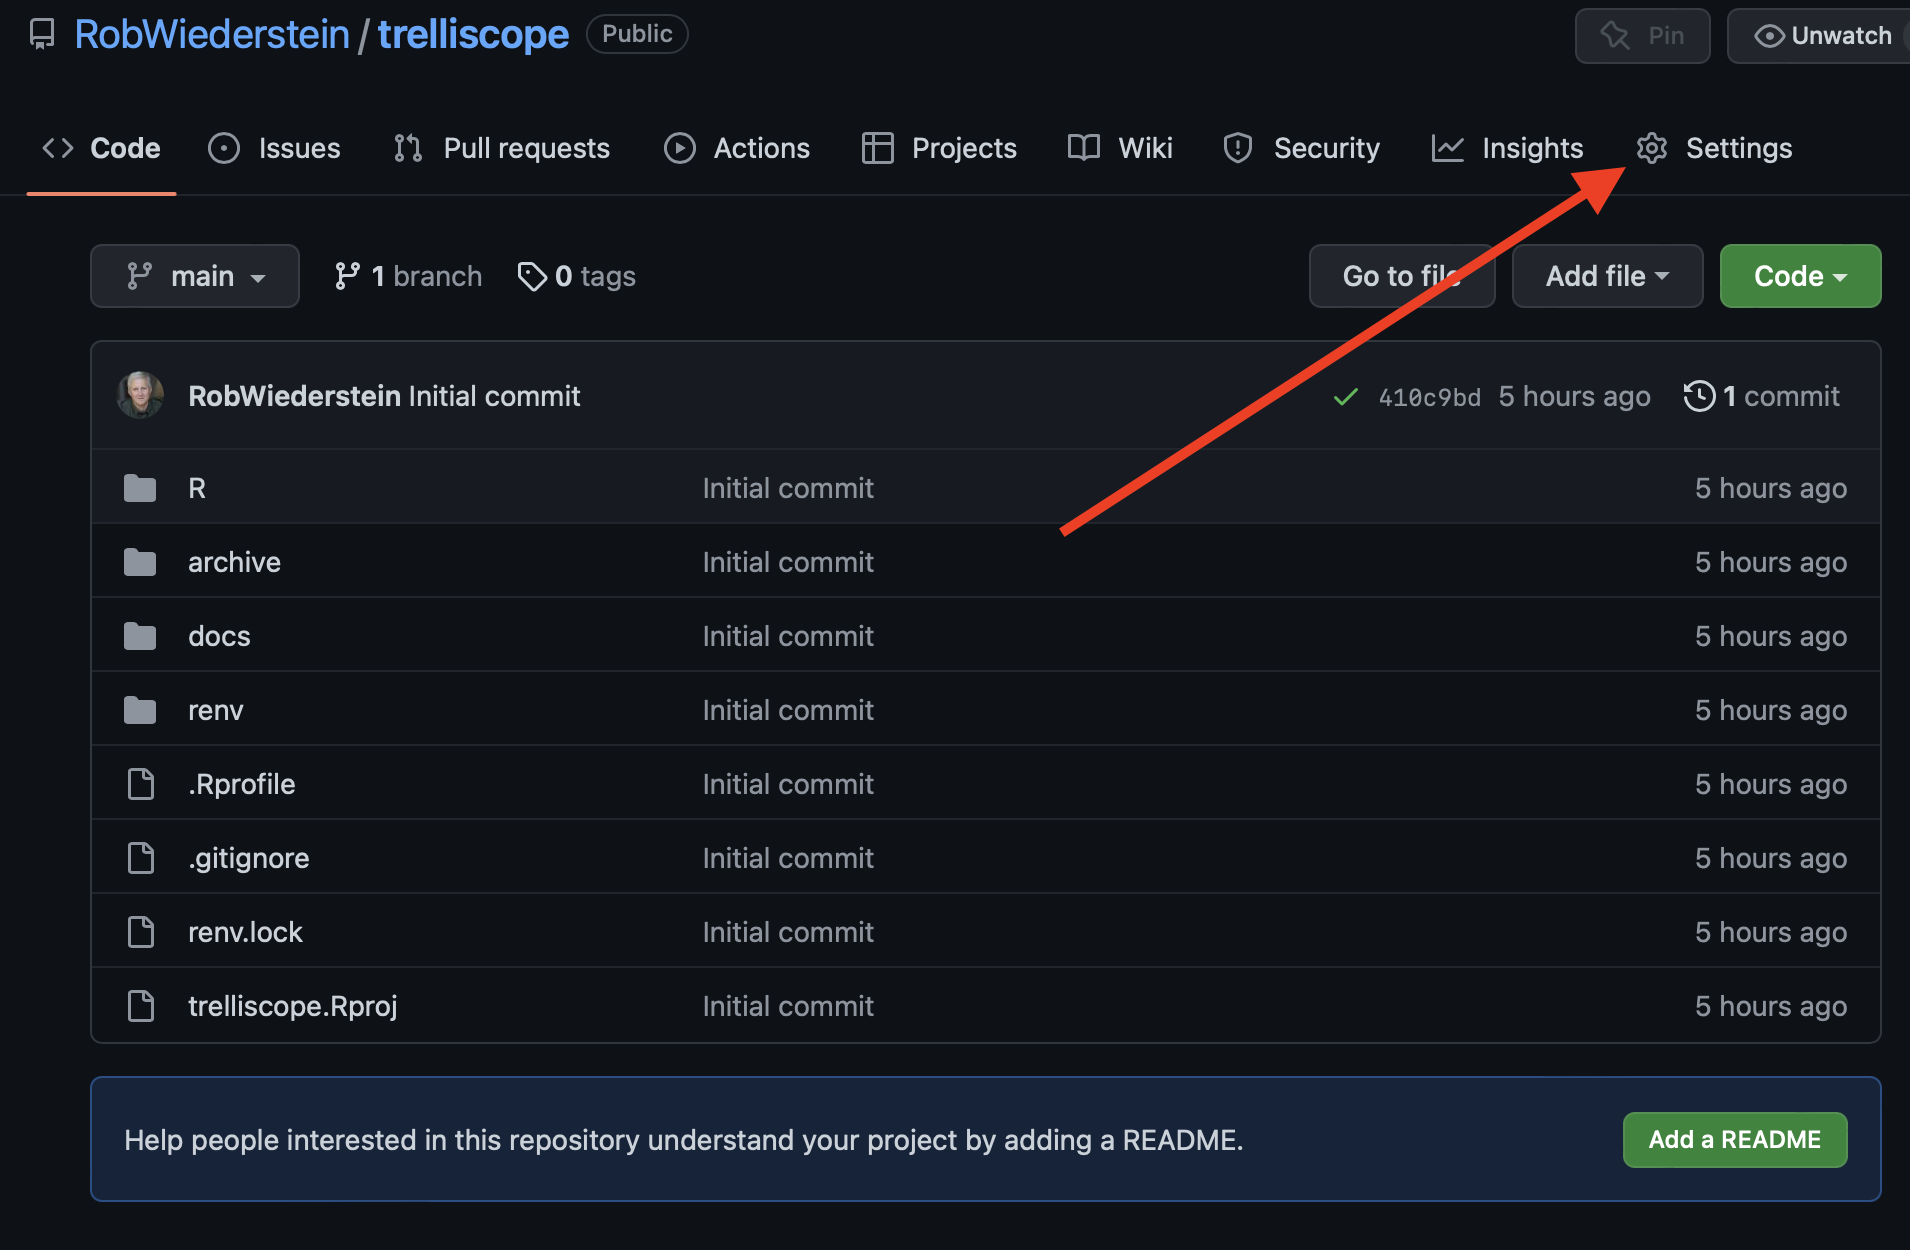 RobWiederstein / trelliscope Public Pin Unwatch
Code Issues Pull requests Actions Projects Wiki Security Insights Settings
main 1 branch 0 tags Go to file Add file Code
RobWiederstein Initial commit 410c9bd 5 hours ago 1 commit
R Initial commit 5 hours ago
archive Initial commit 5 hours ago
docs Initial commit 5 hours ago
renv Initial commit 5 hours ago
.Rprofile Initial commit 5 hours ago
.gitignore Initial commit 5 hours ago
renv.lock Initial commit 5 hours ago
trelliscope.Rproj Initial commit 5 hours ago
Help people interested in this repository understand your project by adding a README. Add a README